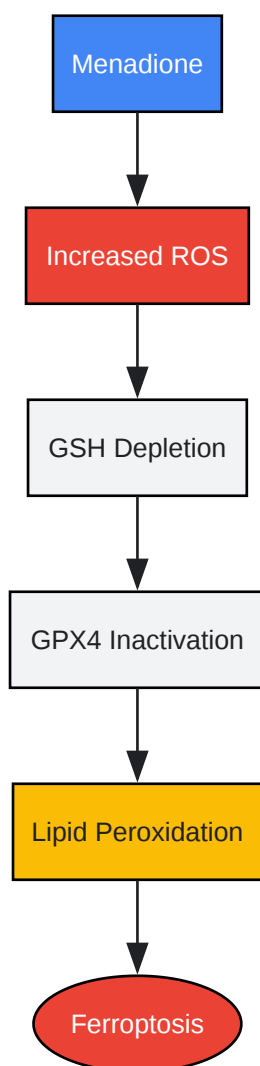 Menadione
Increased ROS
GSH Depletion
GPX4 Inactivation
Lipid Peroxidation
Ferroptosis